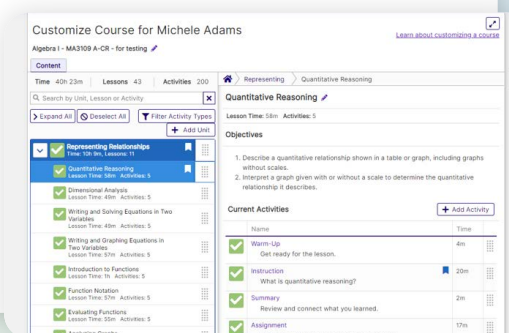 Customize Course for Michele Adams
Learn about customizing a course
Algebra I - MA3109 A-CR - for testing
Content
Time 40h 23m Lessons 43 Activities 200
Search by Unit, Lesson or Activity
Expand All
Deselect All
Filter Activity Types
Add Unit
Representing Relationships
Time: 10h 9m, Lessons: 11
Quantitative Reasoning
Lesson Time: 58m Activities: 5
Dimensional Analysis
Lesson Time: 49m Activities: 5
Writing and Solving Equations in Two
Variables
Lesson Time: 49m Activities: 5
Writing and Graphing Equations in
Two Variables
Lesson Time: 57m Activities: 5
Introduction to Functions
Lesson Time: 1h Activities: 5
Function Notation
Lesson Time: 57m Activities: 5
Evaluating Functions
Lesson Time: 55m Activities: 5
Representing Quantitative Reasoning
Quantitative Reasoning
Lesson Time: 58m Activities: 5
Objectives
1. Describe a quantitative relationship shown in a table or graph, including graphs
without scales.
2. Interpret a graph given with or without a scale to determine the quantitative
relationship it describes.
Current Activities
Add Activity
Name Time
Warm-Up 4m
Get ready for the lesson.
Instruction 20m
What is quantitative reasoning?
Summary 2m
Review and connect what you learned.
Assignment 17m